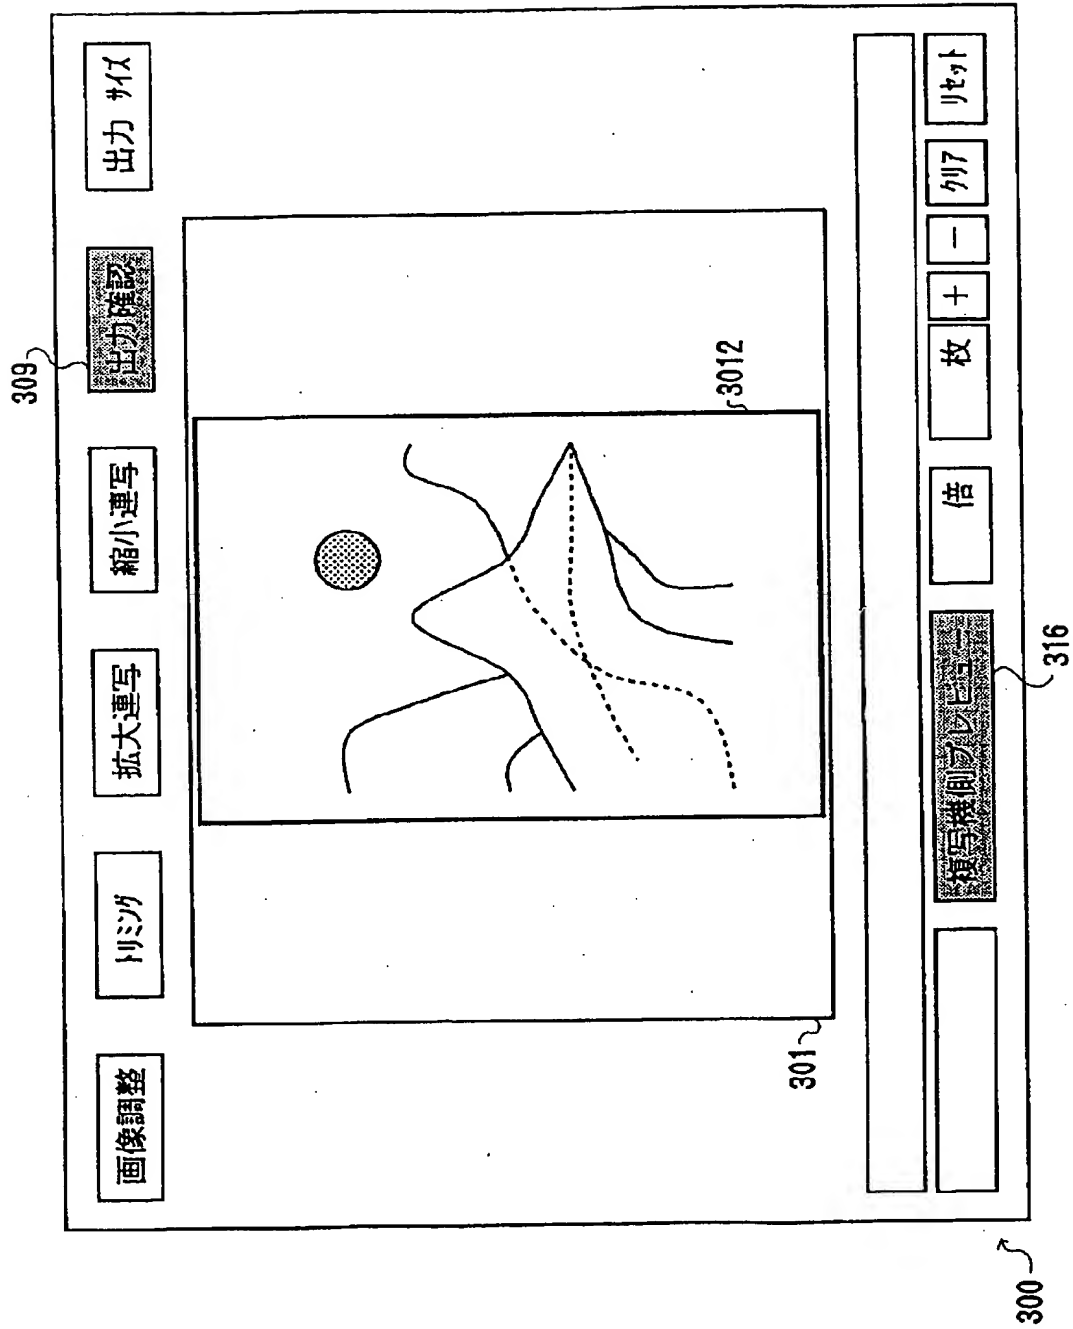 309
画像調整
トリミング
拡大連写
縮小連写
出力確認
出力 サイズ
3012
301
複写機側プレビュー
倍
枚
＋
－
クリア
リセット
316
300